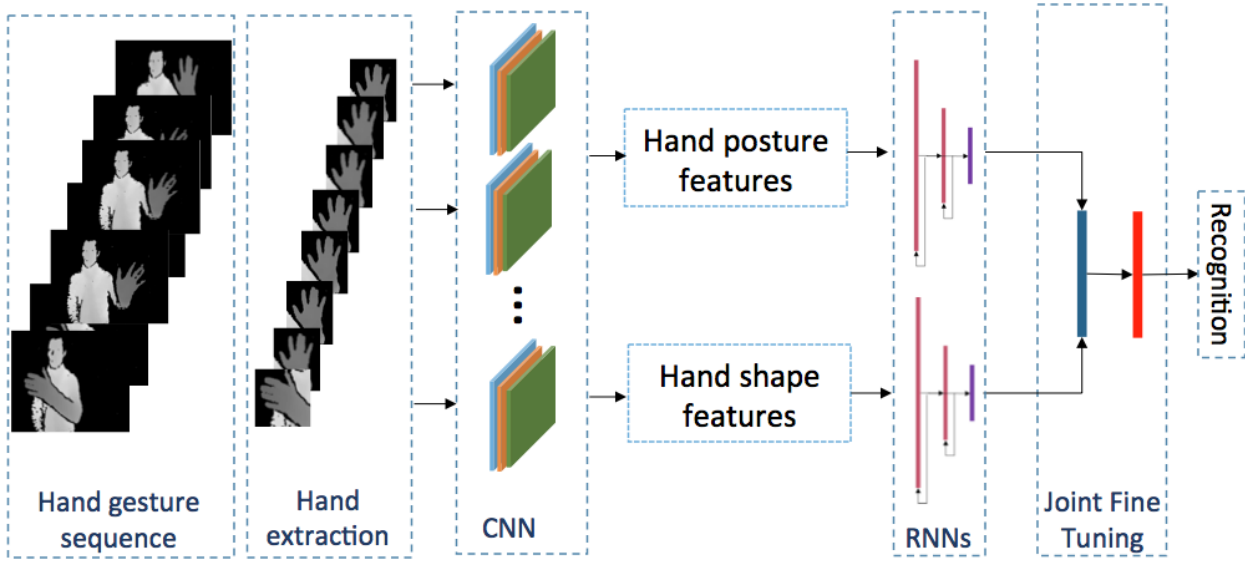 Hand gesture
sequence
Hand
extraction
CNN
Hand posture
features
Hand shape
features
RNNs
Joint Fine
Tuning
Recognition